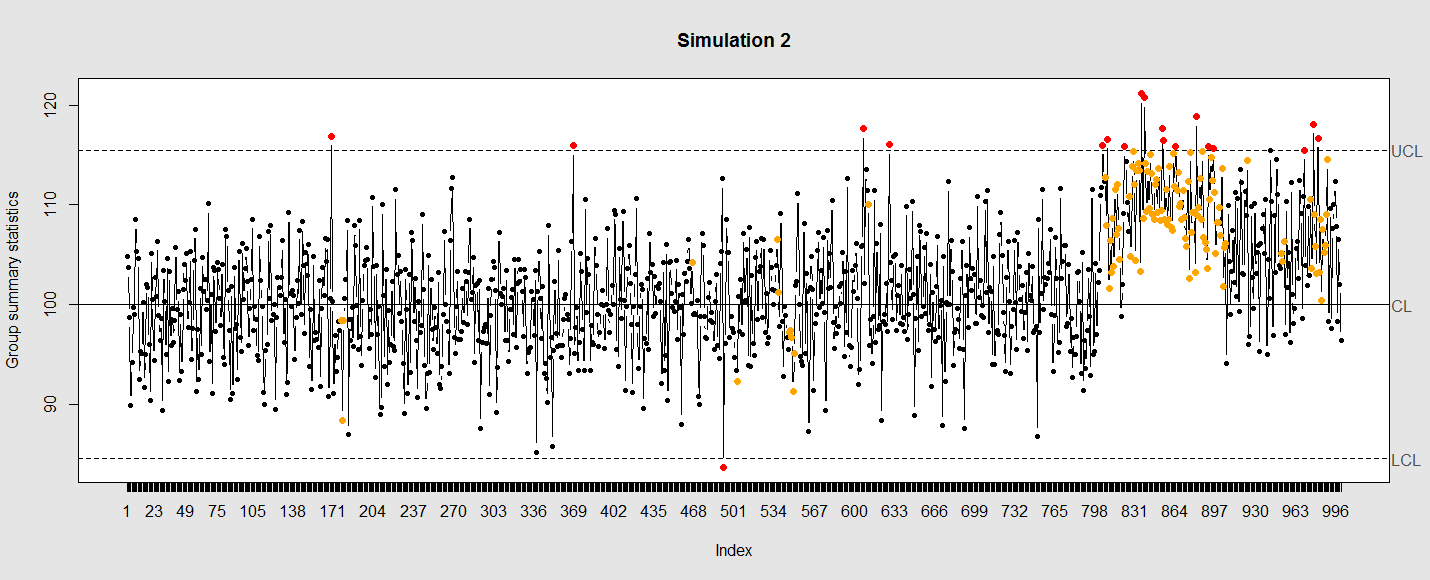 Simulation 2
Group summary statistics
120
110
100
90
UCL
CL
LCL
1 23 49 75 105 138 171 204 237 270 303 336 369 402 435 468 501 534 567 600 633 666 699 732 765 798 831 864 897 930 963 996
Index